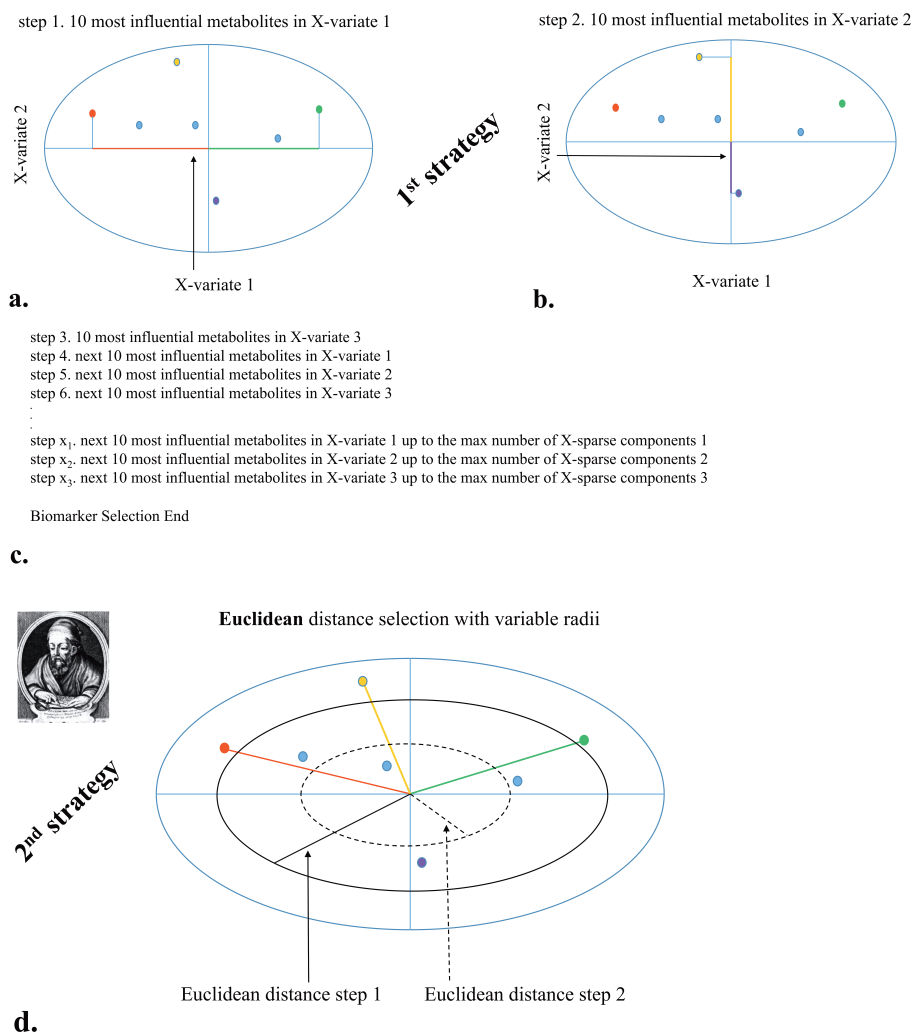 step 1. 10 most influential metabolites in X-variate 1
step 2. 10 most influential metabolites in X-variate 2
X-variate 2
X-variate 1
a.
1st strategy
X-variate 2
X-variate 1
b.
step 3. 10 most influential metabolites in X-variate 3
step 4. next 10 most influential metabolites in X-variate 1
step 5. next 10 most influential metabolites in X-variate 2
step 6. next 10 most influential metabolites in X-variate 3
.
.
.
step x1. next 10 most influential metabolites in X-variate 1 up to the max number of X-sparse components 1
step x2. next 10 most influential metabolites in X-variate 2 up to the max number of X-sparse components 2
step x3. next 10 most influential metabolites in X-variate 3 up to the max number of X-sparse components 3
Biomarker Selection End
c.
Euclidean distance selection with variable radii
2nd strategy
Euclidean distance step 1
Euclidean distance step 2
d.